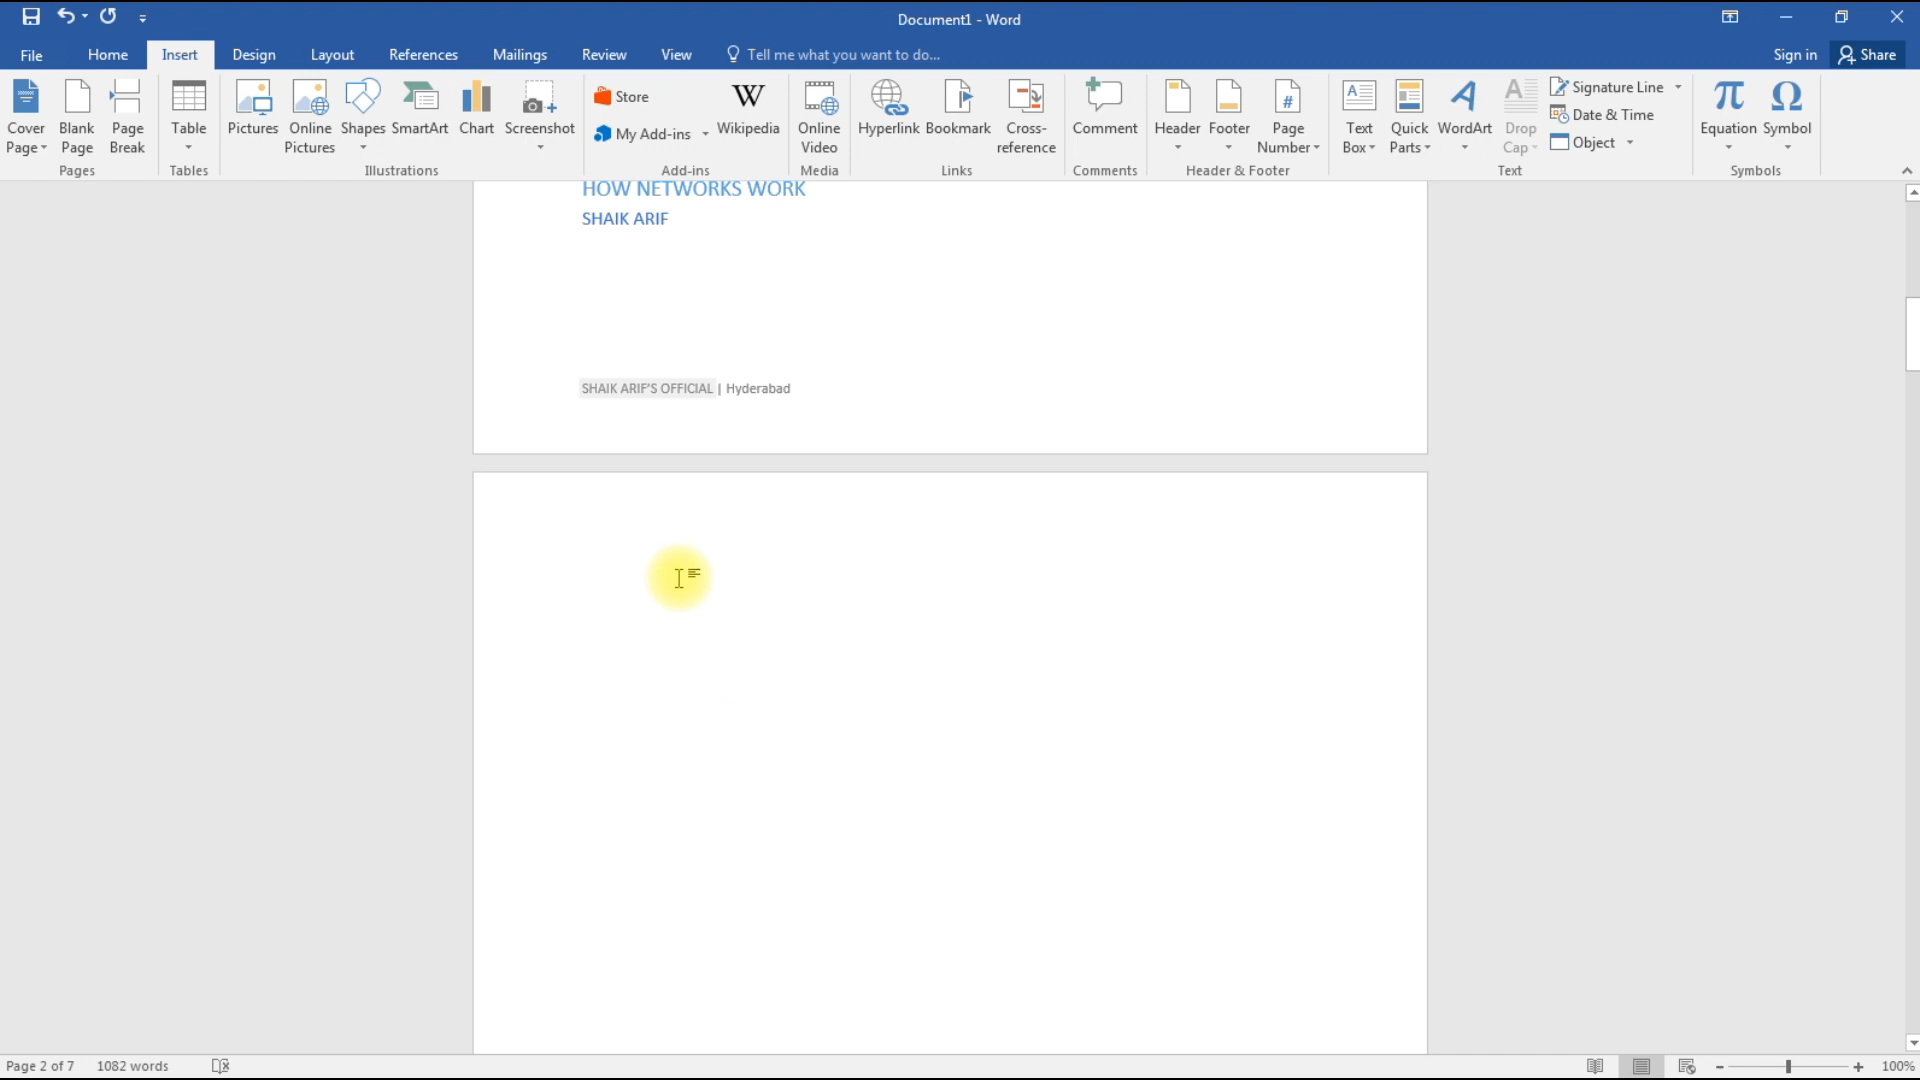 Document1 - Word
File Home Insert Design Layout References Mailings Review View Tell me what you want to do... Sign in Share
Cover Page
Blank Page
Page Break
Table
Pictures
Online Pictures
Shapes
SmartArt
Chart
Screenshot
Store
My Add-ins
Wikipedia
Online Video
Hyperlink
Bookmark
Cross-reference
Comment
Header
Footer
Page Number
Text Box
Quick Parts
WordArt
Drop Cap
Signature Line
Date & Time
Object
Equation
Symbol
Pages Tables Illustrations Add-ins Media Links Comments Header & Footer Text Symbols
HOW NETWORKS WORK
SHAIK ARIF
SHAIK ARIF'S OFFICIAL | Hyderabad
Page 2 of 7 1082 words 100%